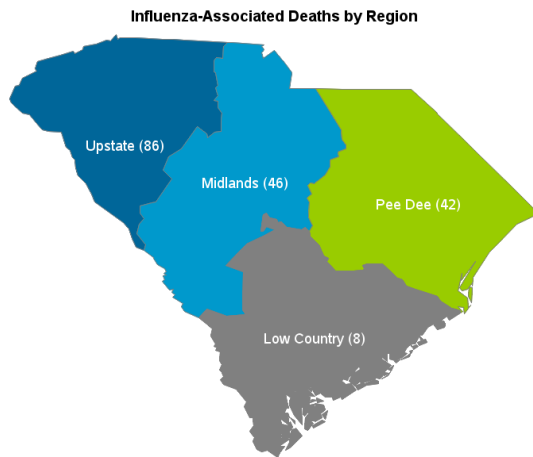 Influenza-Associated Deaths by Region
Upstate (86)
Midlands (46)
Pee Dee (42)
Low Country (8)